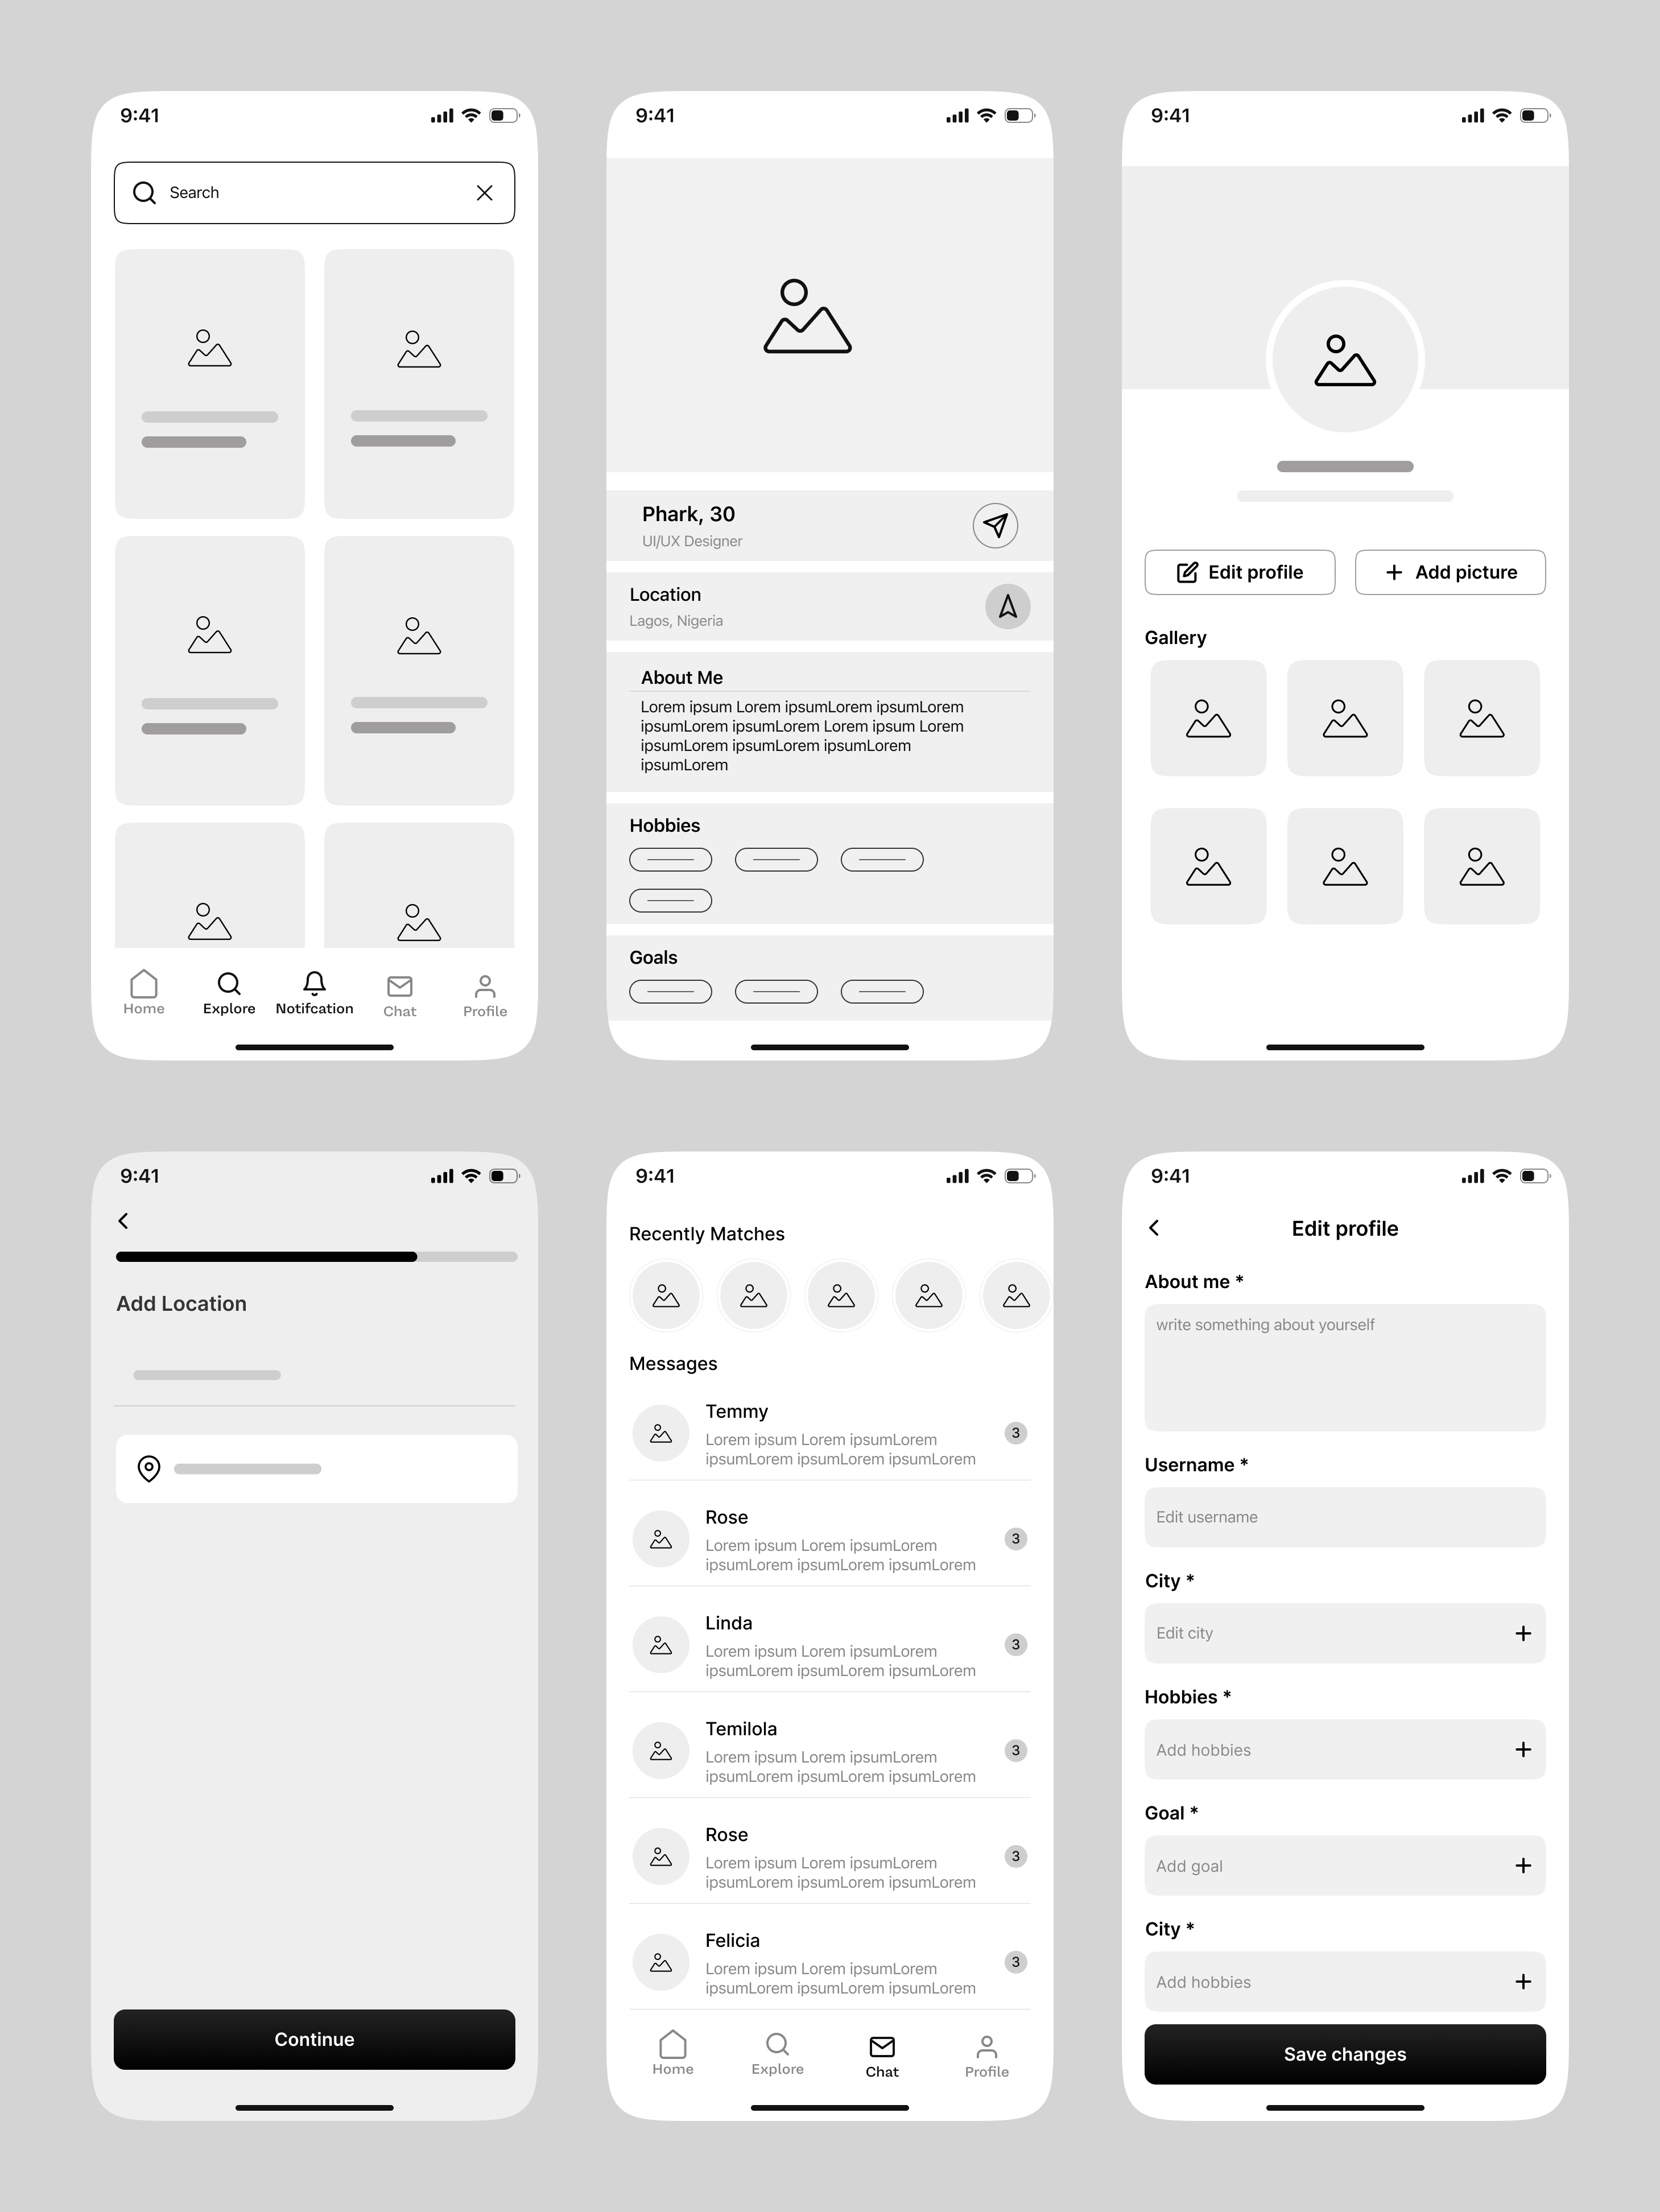 9:41
Search
Home
Explore
Notifcation
Chat
Profile
9:41
Phark, 30
UI/UX Designer
Location
Lagos, Nigeria
About Me
Lorem ipsum Lorem ipsumLorem ipsumLorem
ipsumLorem ipsumLorem Lorem ipsum Lorem
ipsumLorem ipsumLorem ipsumLorem
ipsumLorem
Hobbies
Goals
9:41
Edit profile
Add picture
Gallery
9:41
Add Location
Continue
9:41
Recently Matches
Messages
Temmy
Lorem ipsum Lorem ipsumLorem
ipsumLorem ipsumLorem ipsumLorem
3
Rose
Lorem ipsum Lorem ipsumLorem
ipsumLorem ipsumLorem ipsumLorem
3
Linda
Lorem ipsum Lorem ipsumLorem
ipsumLorem ipsumLorem ipsumLorem
3
Temilola
Lorem ipsum Lorem ipsumLorem
ipsumLorem ipsumLorem ipsumLorem
3
Rose
Lorem ipsum Lorem ipsumLorem
ipsumLorem ipsumLorem ipsumLorem
3
Felicia
Lorem ipsum Lorem ipsumLorem
ipsumLorem ipsumLorem ipsumLorem
3
Home
Explore
Chat
Profile
9:41
Edit profile
About me *
write something about yourself
Username *
Edit username
City *
Edit city
Hobbies *
Add hobbies
Goal *
Add goal
City *
Add hobbies
Save changes